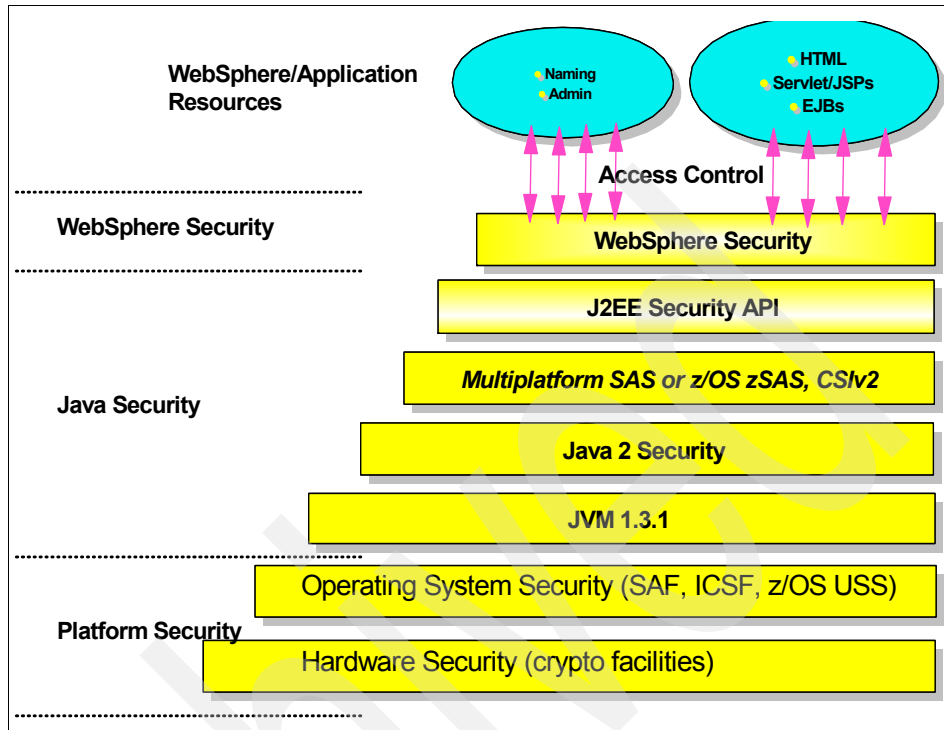 WebSphere/Application
Resources
Naming
Admin
HTML
Servlet/JSPs
EJBs
Access Control
WebSphere Security
WebSphere Security
J2EE Security API
Multiplatform SAS or z/OS zSAS, CSIv2
Java Security
Java 2 Security
JVM 1.3.1
Operating System Security (SAF, ICSF, z/OS USS)
Platform Security
Hardware Security (crypto facilities)